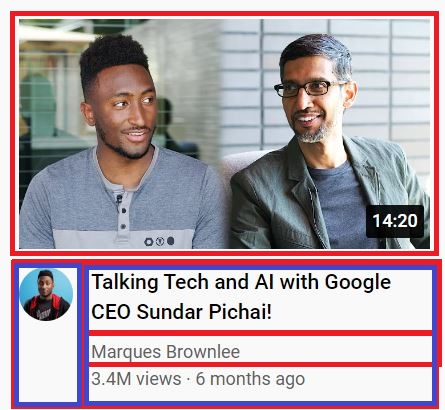 14:20
Talking Tech and AI with Google
CEO Sundar Pichai!
Marques Brownlee
3.4M views · 6 months ago